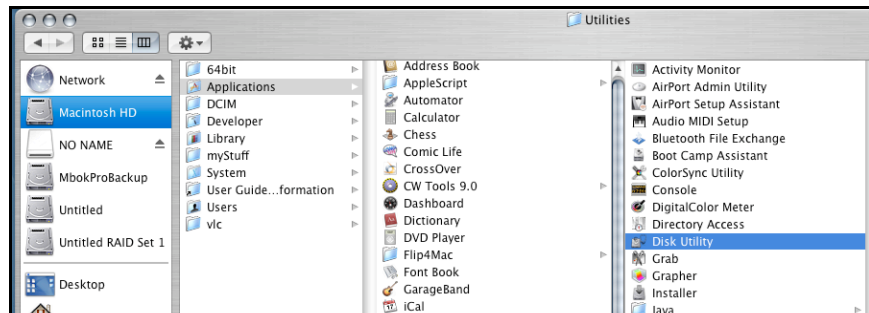 Utilities
Network
Macintosh HD
NO NAME
MbokProBackup
Untitled
Untitled RAID Set 1
Desktop
64bit
Applications
DCIM
Developer
Library
myStuff
System
User Guide...formation
Users
vlc
Address Book
AppleScript
Automator
Calculator
Chess
Comic Life
CrossOver
CW Tools 9.0
Dashboard
Dictionary
DVD Player
Flip4Mac
Font Book
GarageBand
iCal
Activity Monitor
AirPort Admin Utility
AirPort Setup Assistant
Audio MIDI Setup
Bluetooth File Exchange
Boot Camp Assistant
ColorSync Utility
Console
DigitalColor Meter
Directory Access
Disk Utility
Grab
Grapher
Installer
Java